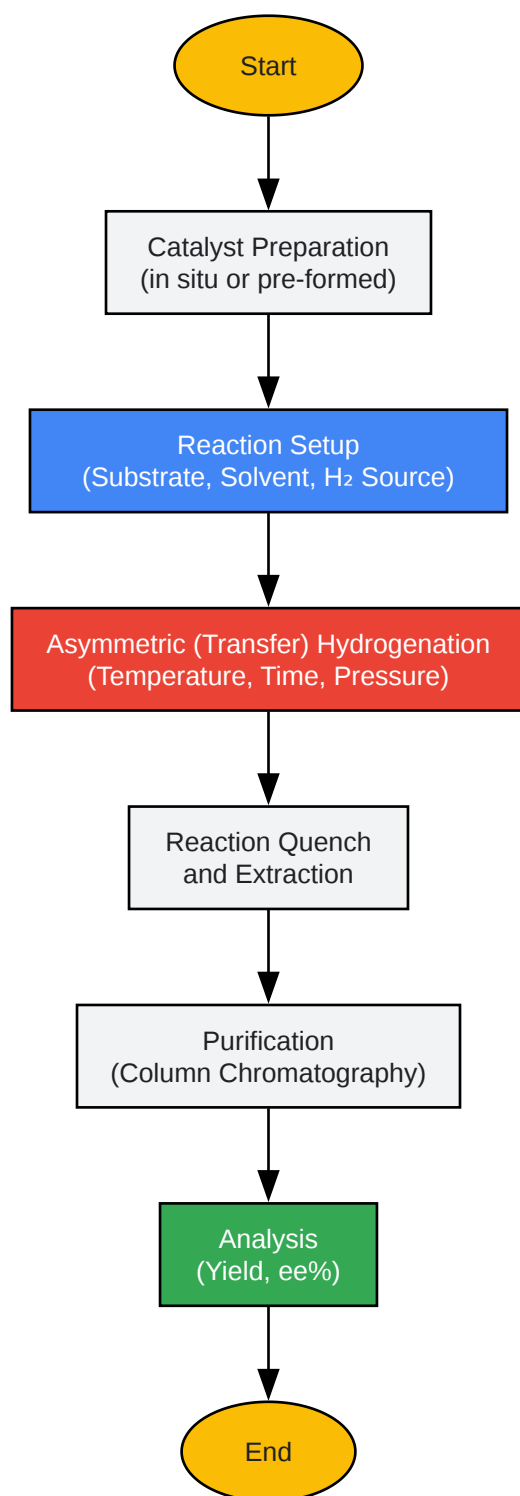 Start
Catalyst Preparation
(in situ or pre-formed)
Reaction Setup
(Substrate, Solvent, H₂ Source)
Asymmetric (Transfer) Hydrogenation
(Temperature, Time, Pressure)
Reaction Quench
and Extraction
Purification
(Column Chromatography)
Analysis
(Yield, ee%)
End